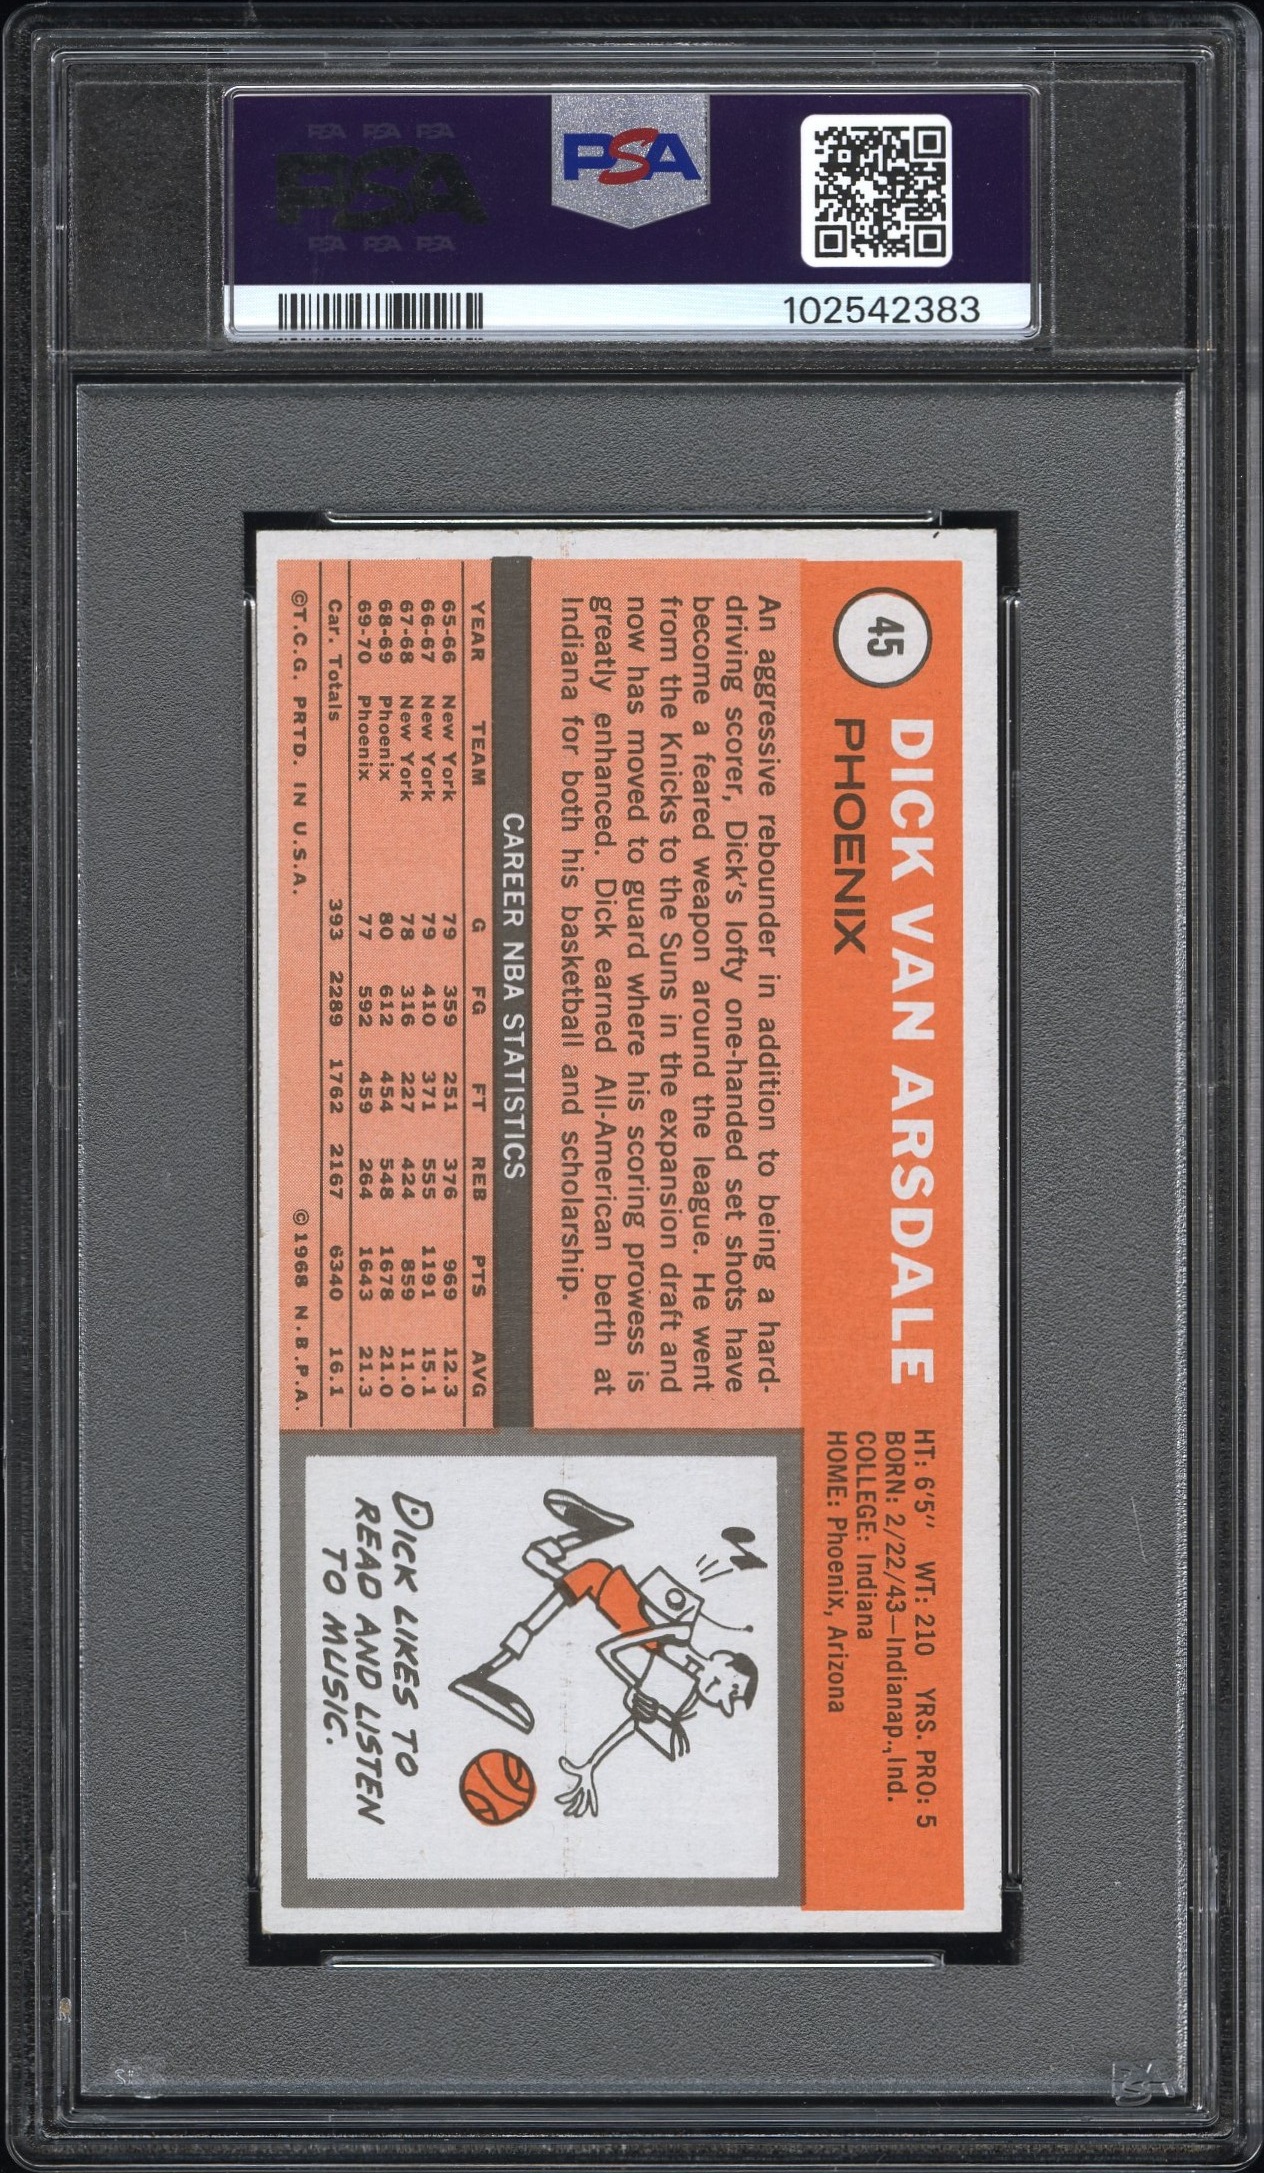 PSA PSA PSA
PSA
PSA PSA PSA
PSA
102542383
45
DICK VAN ARSDALE
PHOENIX
HT: 6'5" WT: 210 YRS. PRO: 5
BORN: 2/22/43—Indianap., Ind.
COLLEGE: Indiana
HOME: Phoenix, Arizona
An aggressive rebounder in addition to being a hard-
driving scorer, Dick's lofty one-handed set shots have
become a feared weapon around the league. He went
from the Knicks to the Suns in the expansion draft and
now has moved to guard where his scoring prowess is
greatly enhanced. Dick earned All-American berth at
Indiana for both his basketball and scholarship.
CAREER NBA STATISTICS
YEAR TEAM G FG FT REB PTS AVG
65-66 New York 79 359 251 376 969 12.3
66-67 New York 79 410 371 555 1191 15.1
67-68 New York 78 316 227 424 859 11.0
68-69 Phoenix 80 612 454 548 1678 21.0
69-70 Phoenix 77 592 459 264 1643 21.3
Car. Totals 393 2289 1762 2167 6340 16.1
©T.C.G. PRTD. IN U.S.A. ©1968 N.B.P.A.
DICK LIKES TO
READ AND LISTEN
TO MUSIC.
PSA